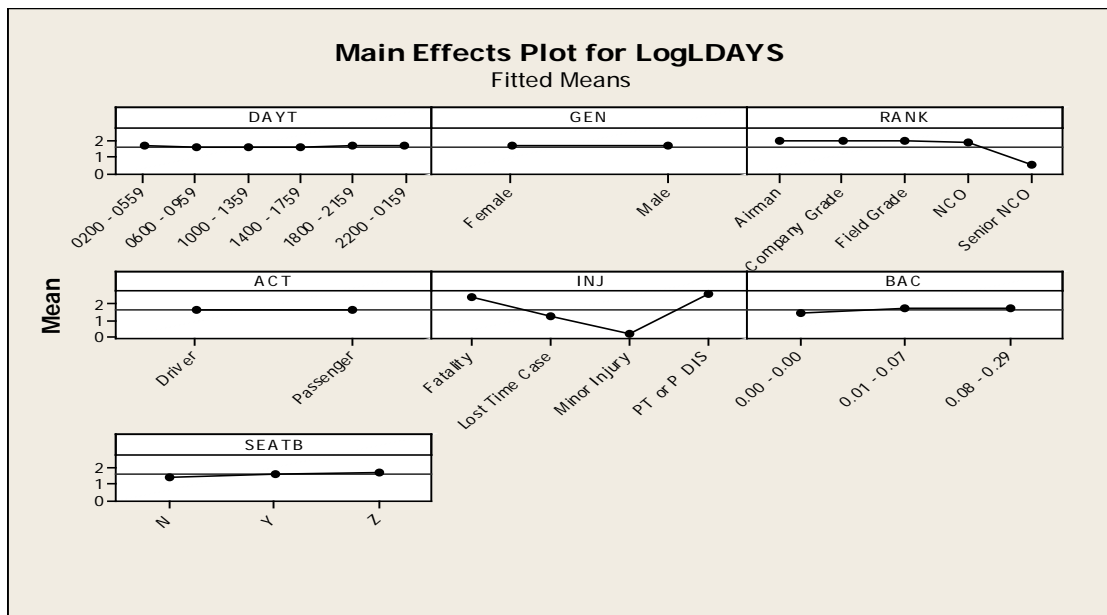 Main Effects Plot for LogLDAYS
Fitted Means
Mean
DAYT
2
1
0
0200 - 0559
0600 - 0959
1000 - 1359
1400 - 1759
1800 - 2159
2200 - 0159
GEN
Female
Male
RANK
Airman
Company Grade
Field Grade
NCO
Senior NCO
ACT
2
1
0
Driver
Passenger
INJ
Fatality
Lost Time Case
Minor Injury
PT or P DIS
BAC
0.00 - 0.00
0.01 - 0.07
0.08 - 0.29
SEATB
2
1
0
N
Y
Z